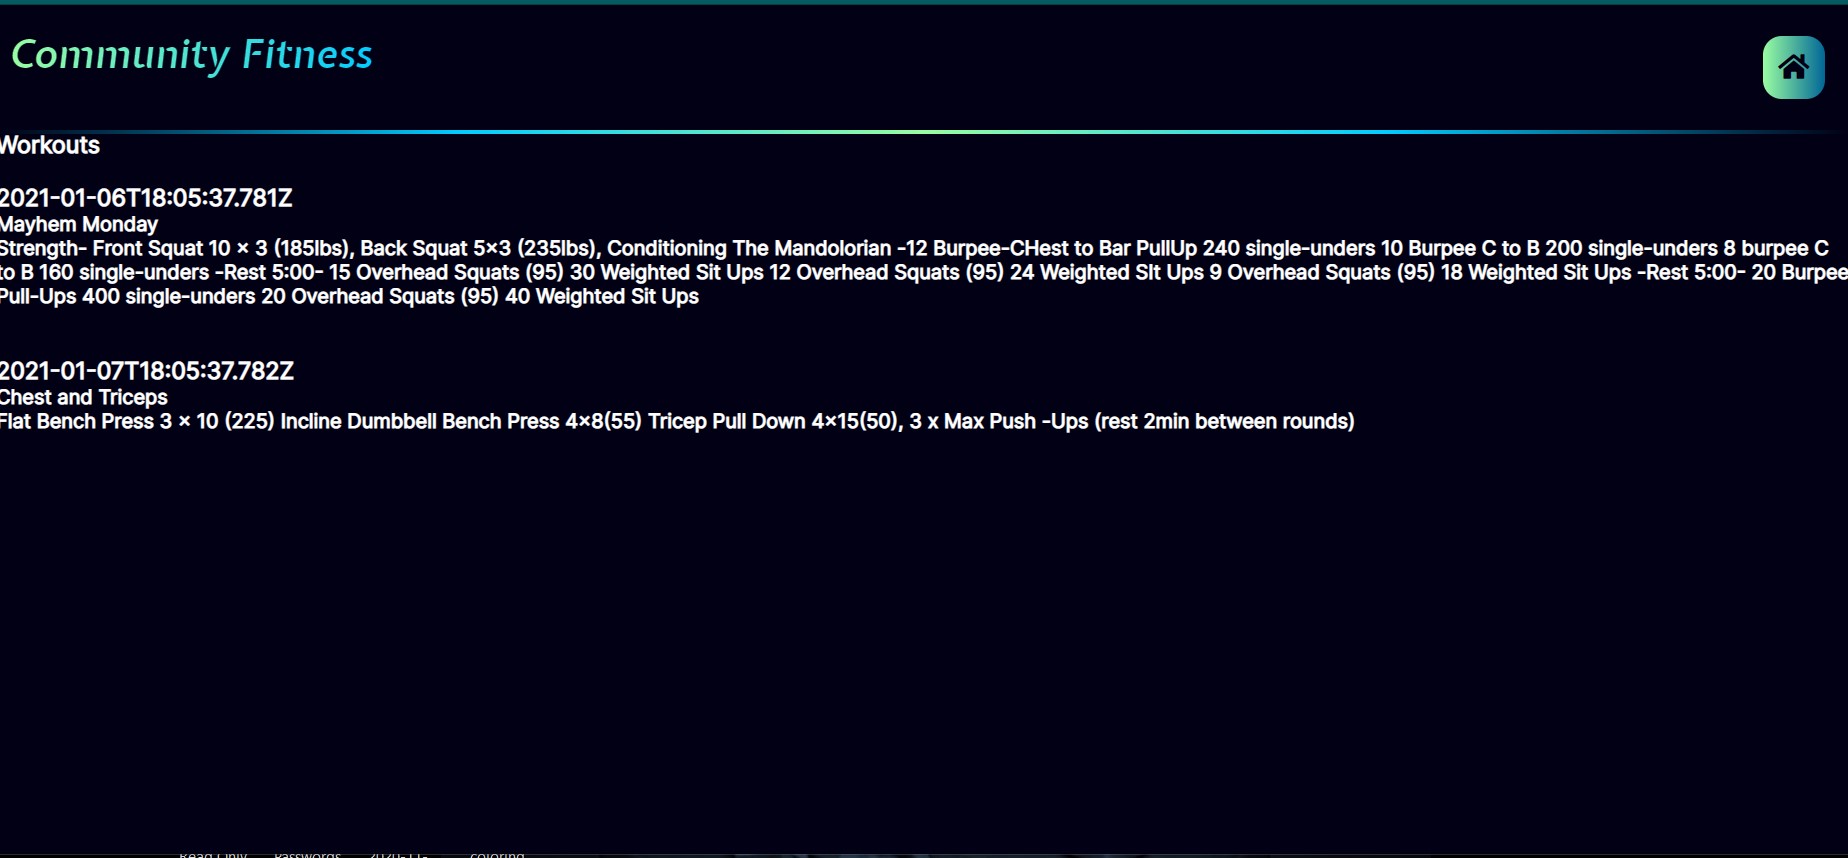 Community Fitness
Workouts
2021-01-06T18:05:37.781Z
Mayhem Monday
Strength- Front Squat 10 × 3 (185lbs), Back Squat 5×3 (235lbs), Conditioning The Mandolorian -12 Burpee-CHest to Bar PullUp 240 single-unders 10 Burpee C to B 200 single-unders 8 burpee C
to B 160 single-unders -Rest 5:00- 15 Overhead Squats (95) 30 Weighted Sit Ups 12 Overhead Squats (95) 24 Weighted SIt Ups 9 Overhead Squats (95) 18 Weighted Sit Ups -Rest 5:00- 20 Burpee
Pull-Ups 400 single-unders 20 Overhead Squats (95) 40 Weighted Sit Ups
2021-01-07T18:05:37.782Z
Chest and Triceps
Flat Bench Press 3 × 10 (225) Incline Dumbbell Bench Press 4×8(55) Tricep Pull Down 4×15(50), 3 x Max Push -Ups (rest 2min between rounds)
Read Only Passwords 2020-11- coloring